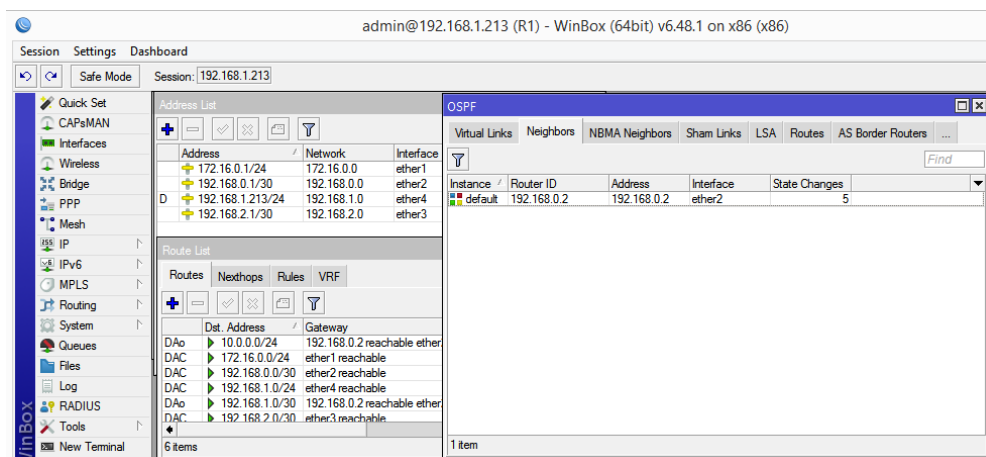 admin@192.168.1.213 (R1) - WinBox (64bit) v6.48.1 on x86 (x86)
Session Settings Dashboard
Safe Mode Session: 192.168.1.213
Quick Set
CAPsMAN
Interfaces
Wireless
Bridge
PPP
Mesh
IP
IPv6
MPLS
Routing
System
Queues
Files
Log
RADIUS
Tools
New Terminal
WinBox
Address List
Address Network Interface
172.16.0.1/24 172.16.0.0 ether1
192.168.0.1/30 192.168.0.0 ether2
D 192.168.1.213/24 192.168.1.0 ether4
192.168.2.1/30 192.168.2.0 ether3
Route List
Routes Nexthops Rules VRF
Dst. Address Gateway
DAo 10.0.0.0/24 192.168.0.2 reachable ether
DAC 172.16.0.0/24 ether1 reachable
DAC 192.168.0.0/30 ether2 reachable
DAC 192.168.1.0/24 ether4 reachable
DAo 192.168.1.0/30 192.168.0.2 reachable ether
DAC 192.168.2.0/30 ether3 reachable
6 items
OSPF
Virtual Links Neighbors NBMA Neighbors Sham Links LSA Routes AS Border Routers ...
Find
Instance Router ID Address Interface State Changes
default 192.168.0.2 192.168.0.2 ether2 5
1 item